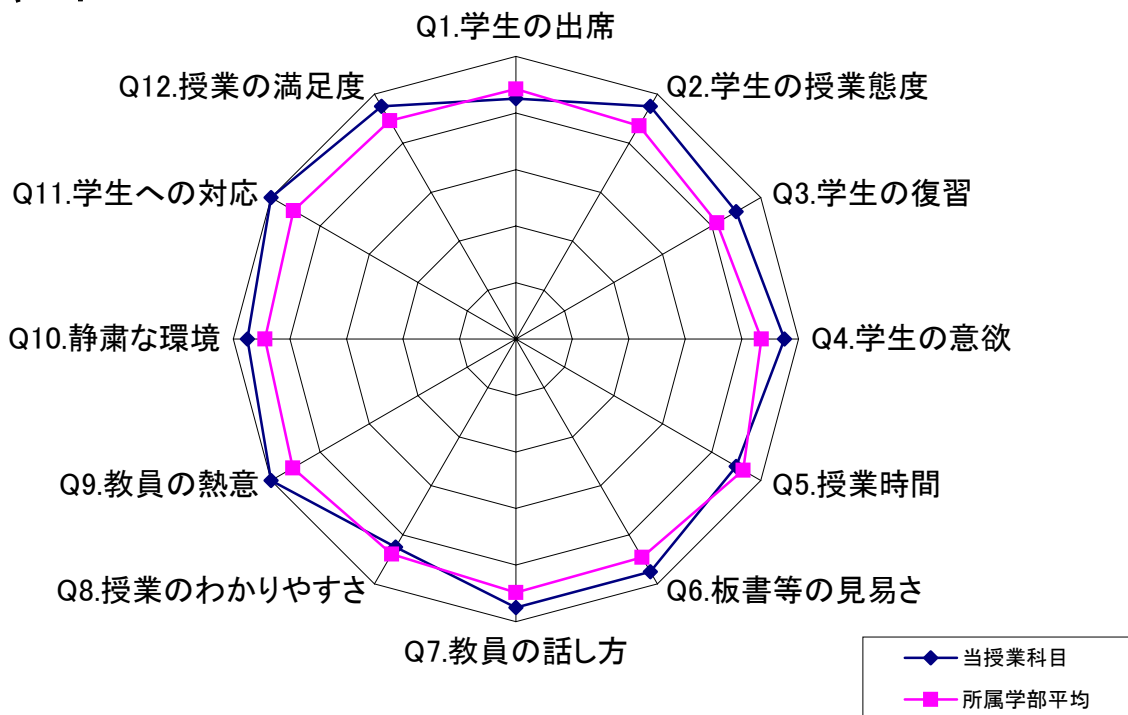 Q1.学生の出席
Q2.学生の授業態度
Q3.学生の復習
Q4.学生の意欲
Q5.授業時間
Q6.板書等の見易さ
Q7.教員の話し方
Q8.授業のわかりやすさ
Q9.教員の熱意
Q10.静粛な環境
Q11.学生への対応
Q12.授業の満足度
当授業科目
所属学部平均